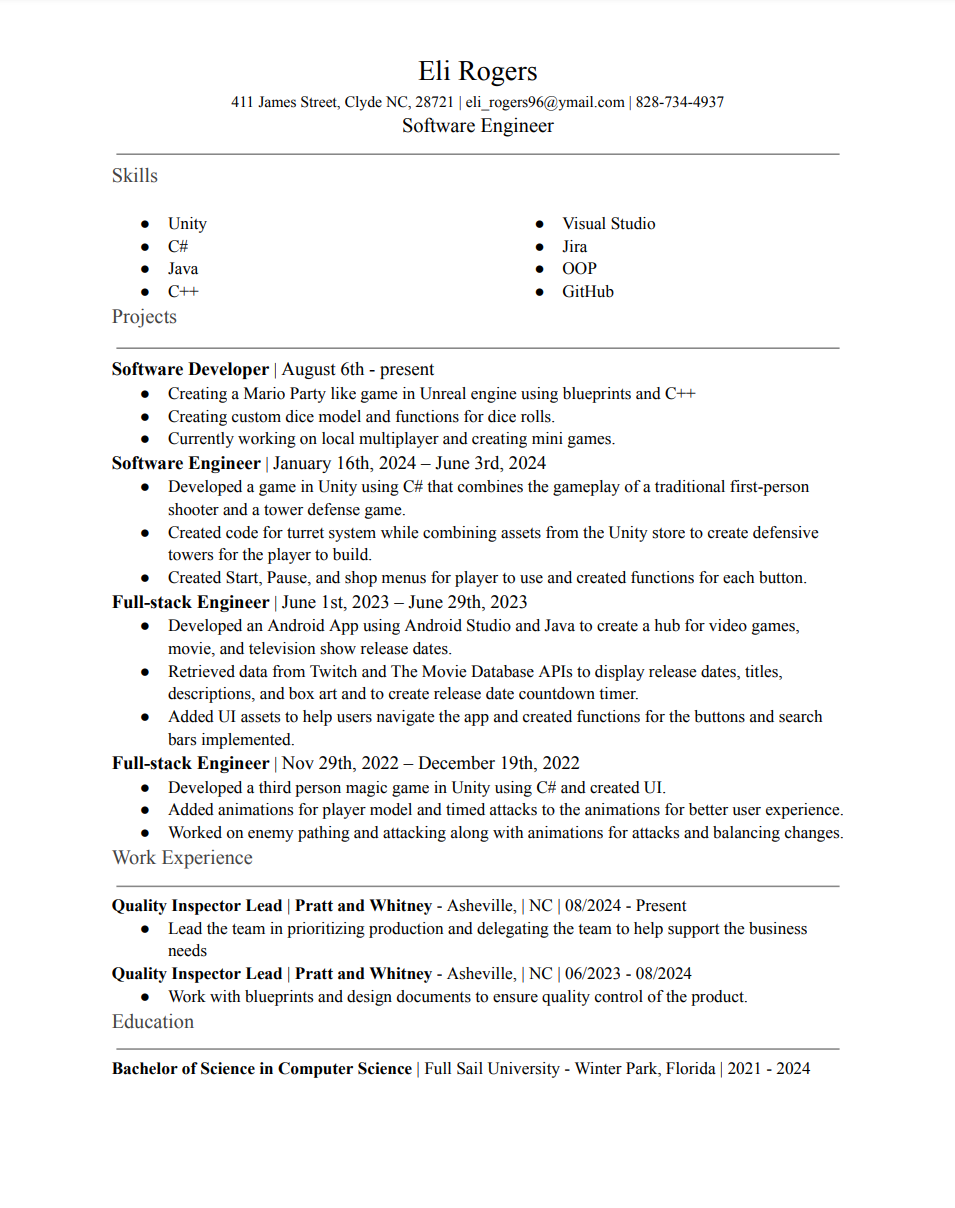 Eli Rogers
411 James Street, Clyde NC, 28721 | eli_rogers96@ymail.com | 828-734-4937
Software Engineer
Skills
● Unity
● C#
● Java
● C++
● Visual Studio
● Jira
● OOP
● GitHub
Projects
Software Developer | August 6th - present
● Creating a Mario Party like game in Unreal engine using blueprints and C++
● Creating custom dice model and functions for dice rolls.
● Currently working on local multiplayer and creating mini games.
Software Engineer | January 16th, 2024 – June 3rd, 2024
● Developed a game in Unity using C# that combines the gameplay of a traditional first-person
shooter and a tower defense game.
● Created code for turret system while combining assets from the Unity store to create defensive
towers for the player to build.
● Created Start, Pause, and shop menus for player to use and created functions for each button.
Full-stack Engineer | June 1st, 2023 – June 29th, 2023
● Developed an Android App using Android Studio and Java to create a hub for video games,
movie, and television show release dates.
● Retrieved data from Twitch and The Movie Database APIs to display release dates, titles,
descriptions, and box art and to create release date countdown timer.
● Added UI assets to help users navigate the app and created functions for the buttons and search
bars implemented.
Full-stack Engineer | Nov 29th, 2022 – December 19th, 2022
● Developed a third person magic game in Unity using C# and created UI.
● Added animations for player model and timed attacks to the animations for better user experience.
● Worked on enemy pathing and attacking along with animations for attacks and balancing changes.
Work Experience
Quality Inspector Lead | Pratt and Whitney - Asheville, | NC | 08/2024 - Present
● Lead the team in prioritizing production and delegating the team to help support the business
needs
Quality Inspector Lead | Pratt and Whitney - Asheville, | NC | 06/2023 - 08/2024
● Work with blueprints and design documents to ensure quality control of the product.
Education
Bachelor of Science in Computer Science | Full Sail University - Winter Park, Florida | 2021 - 2024